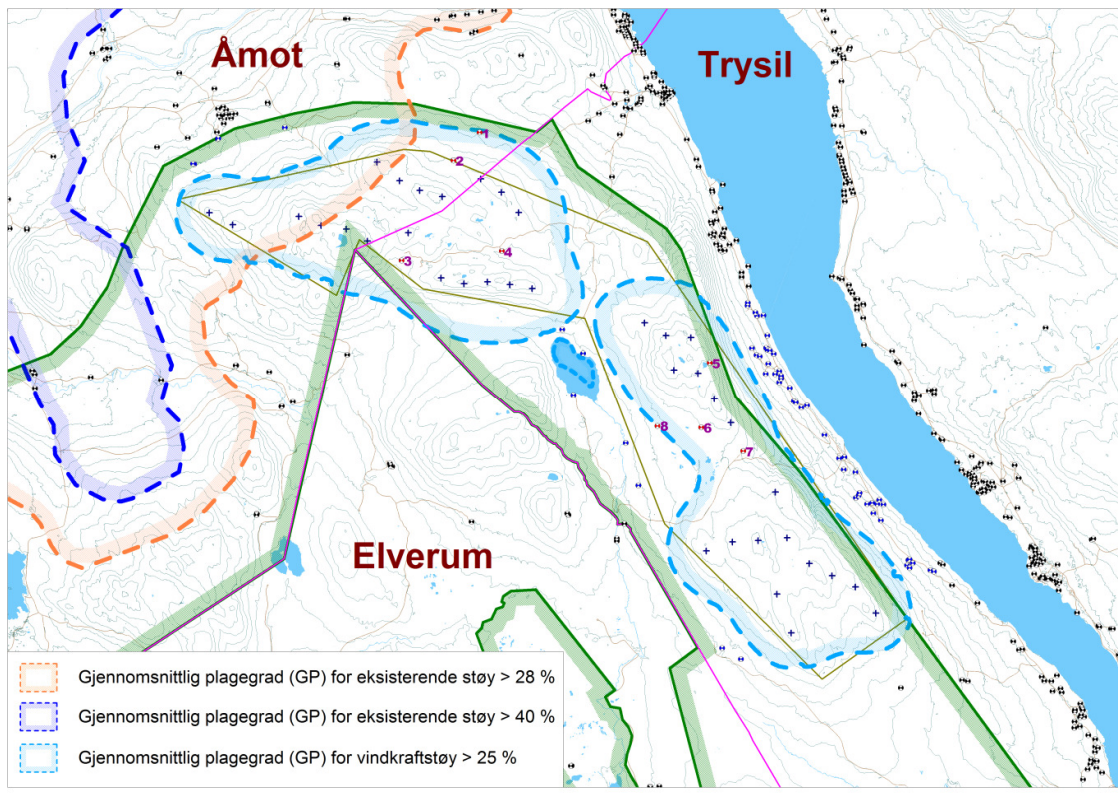 Åmot
Trysil
1
2
3
4
5
8
6
7
Elverum
Gjennomsnittlig plagegrad (GP) for eksisterende støy > 28 %
Gjennomsnittlig plagegrad (GP) for eksisterende støy > 40 %
Gjennomsnittlig plagegrad (GP) for vindkraftstøy > 25 %